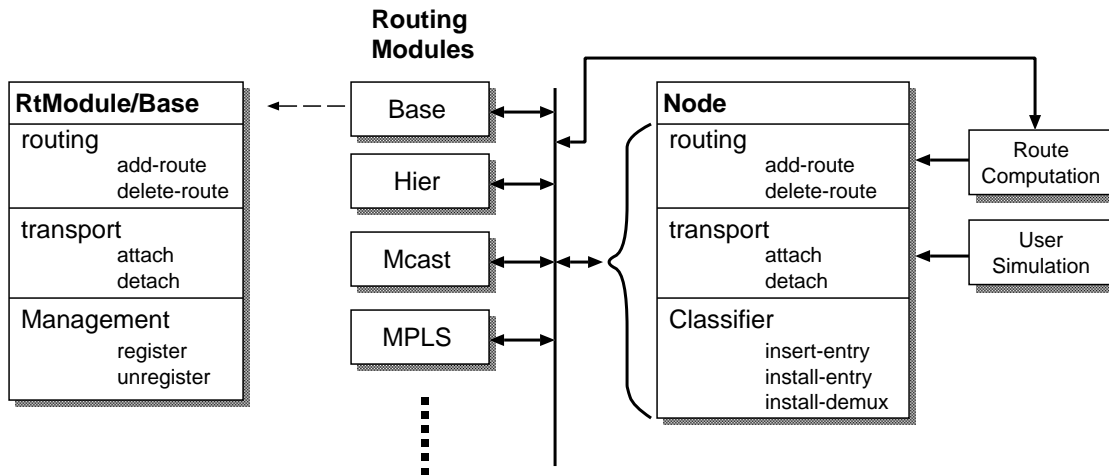 Routing
Modules
RtModule/Base
routing
add-route
delete-route
transport
attach
detach
Management
register
unregister
Base
Hier
Mcast
MPLS
Node
routing
add-route
delete-route
transport
attach
detach
Classifier
insert-entry
install-entry
install-demux
Route
Computation
User
Simulation